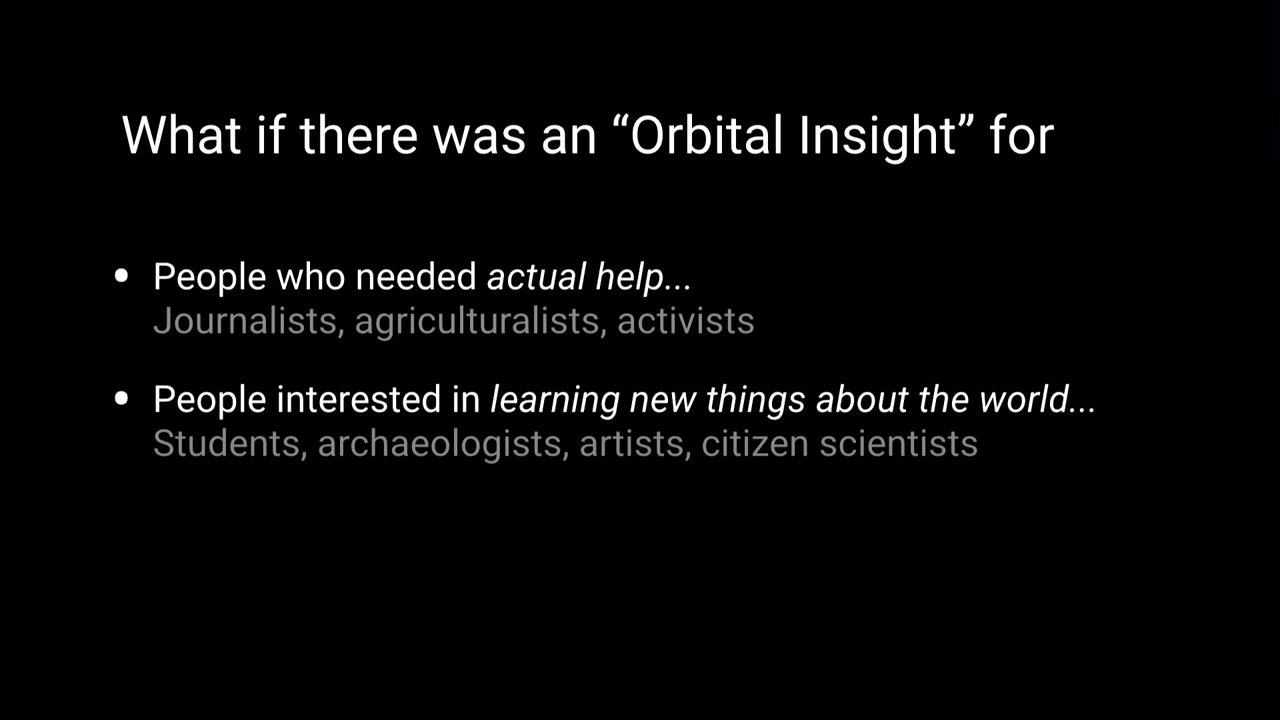 What if there was an “Orbital Insight” for
• People who needed actual help...
Journalists, agriculturalists, activists
• People interested in learning new things about the world...
Students, archaeologists, artists, citizen scientists